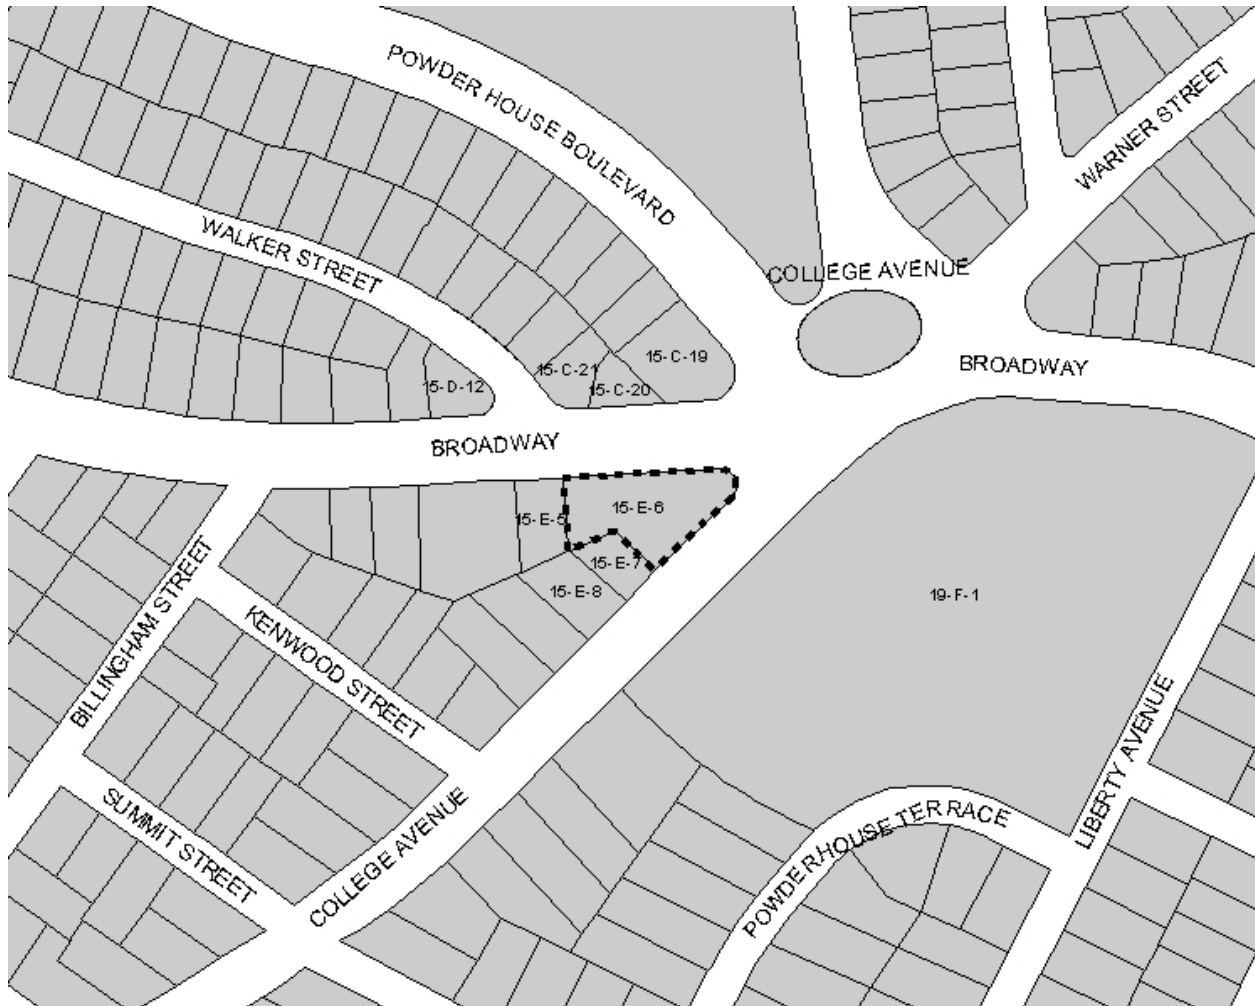 POWDER HOUSE BOULEVARD
WARNER STREET
WALKER STREET
COLLEGE AVENUE
15-C-19
15-C-21
15-C-20
15-D-12
BROADWAY
BROADWAY
15-E-5
15-E-6
15-E-7
15-E-8
19-F-1
BILLINGHAM STREET
KENWOOD STREET
SUMMIT STREET
COLLEGE AVENUE
POWDERHOUSE TERRACE
LIBERTY AVENUE